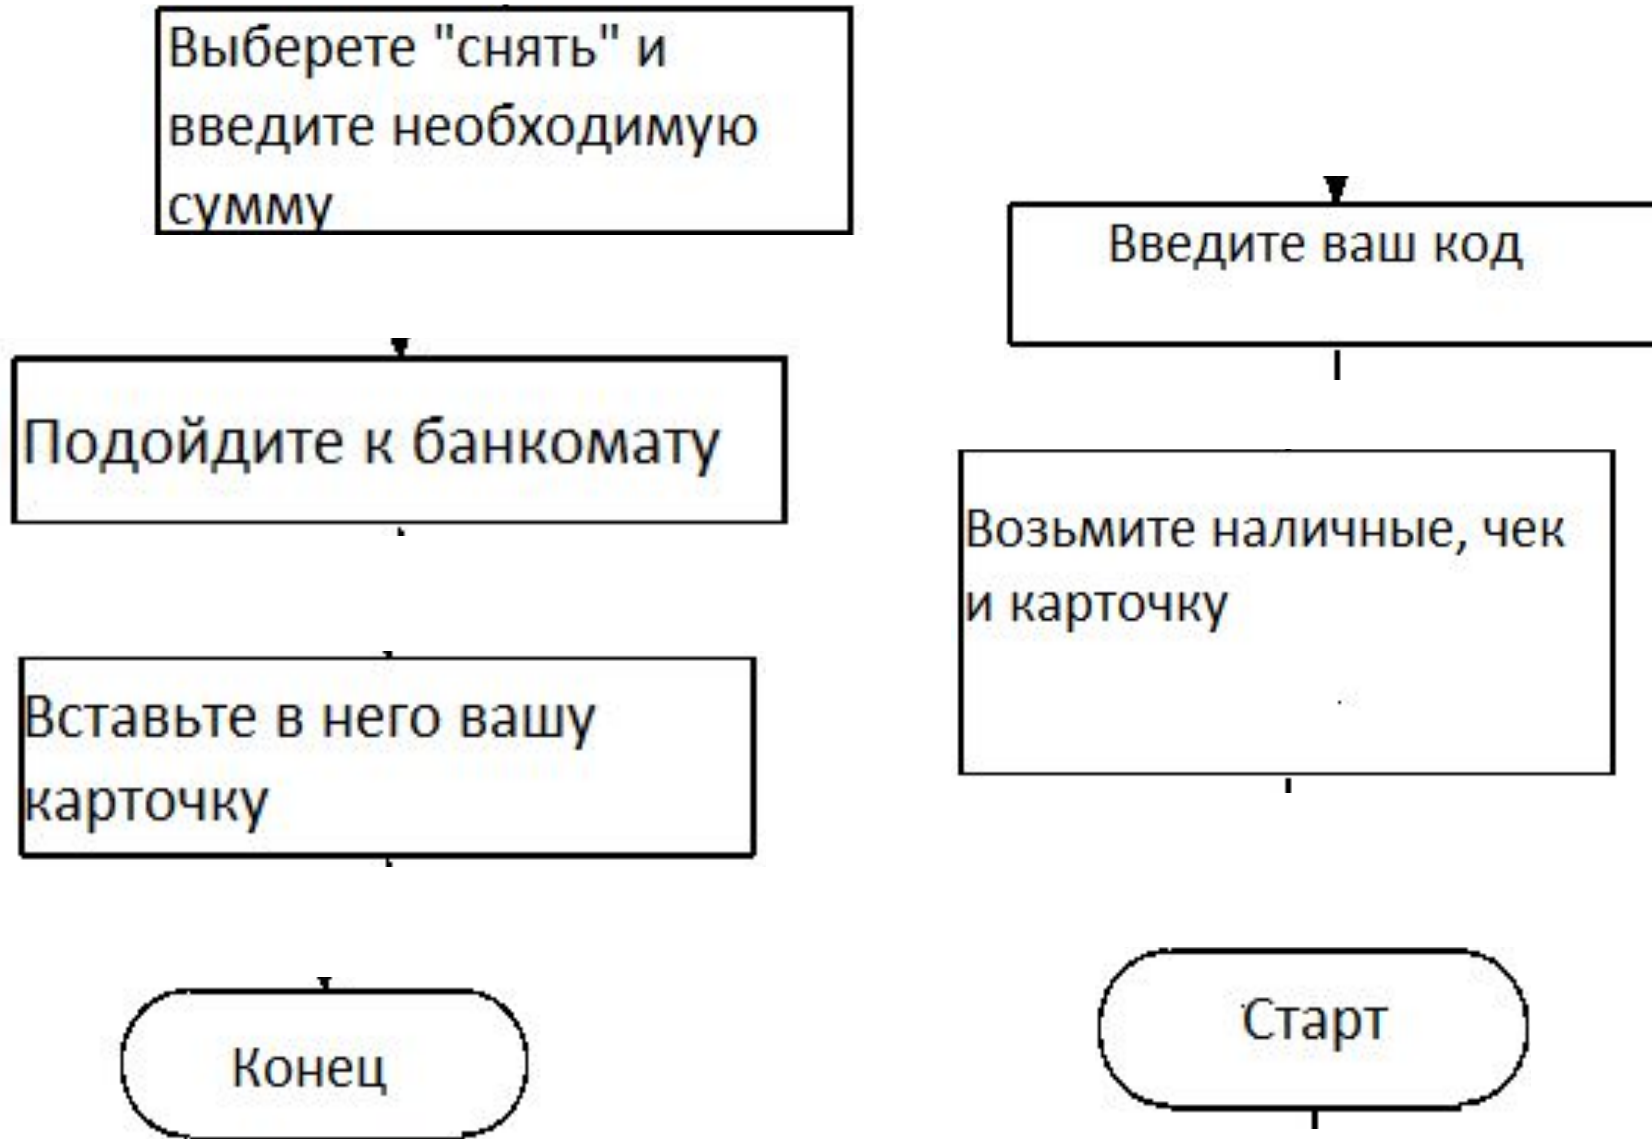 Выберете "снять" и
введите необходимую
сумму
Введите ваш код
Подойдите к банкомату
Возьмите наличные, чек
и карточку
Вставьте в него вашу
карточку
Старт
Конец